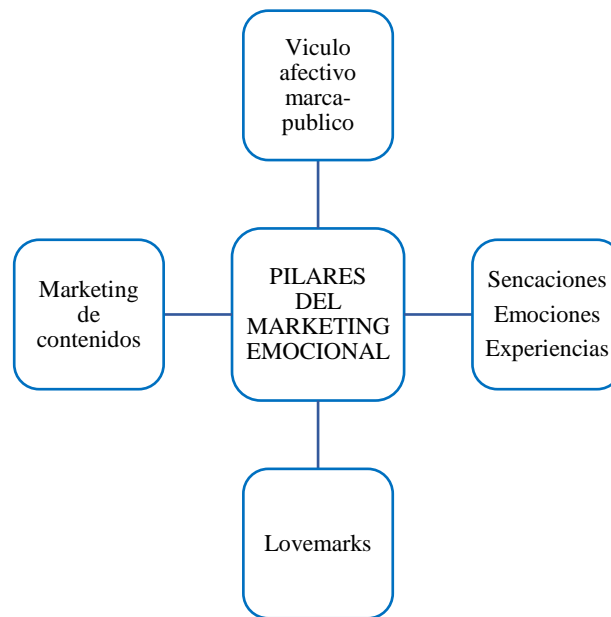 Viculo
afectivo
marca-
publico
Marketing
de
contenidos
PILARES
DEL
MARKETING
EMOCIONAL
Sencaciones
Emociones
Experiencias
Lovemarks